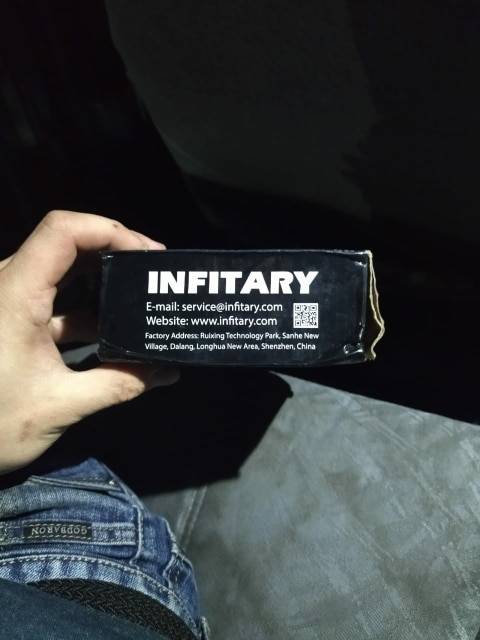 INFITARY
E-mail: service@infitary.com
Website: www.infitary.com
Factory Address: Ruixing Technology Park, Sanhe New
Village, Dalang, Longhua New Area, Shenzhen, China
GODBARON